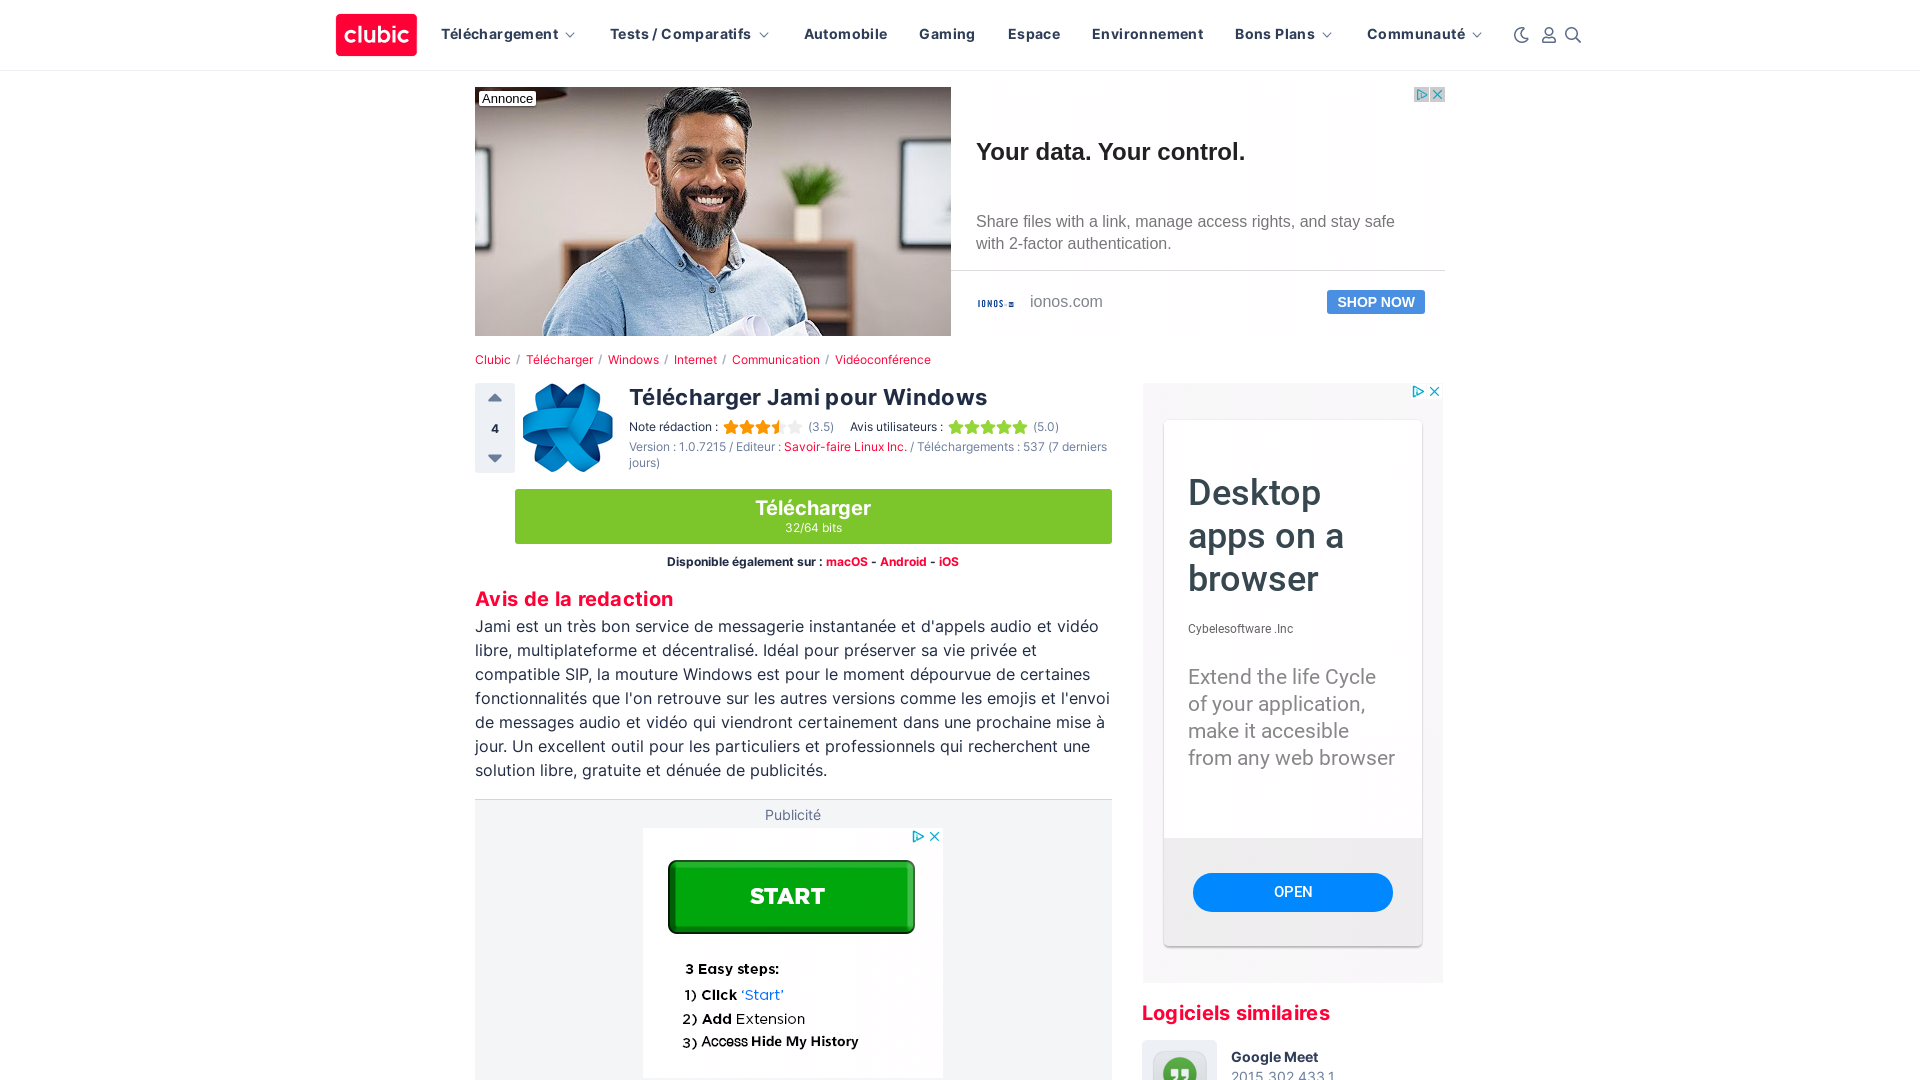 clubic
Téléchargement
Tests / Comparatifs
Automobile
Gaming
Espace
Environnement
Bons Plans
Communauté
Annonce
Your data. Your control.
Share files with a link, manage access rights, and stay safe
with 2-factor authentication.
IONOS
ionos.com
SHOP NOW
Clubic / Télécharger / Windows / Internet / Communication / Vidéoconférence
4
Télécharger Jami pour Windows
Note rédaction : (3.5) Avis utilisateurs : (5.0)
Version : 1.0.7215 / Editeur : Savoir-faire Linux Inc. / Téléchargements : 537 (7 derniers
jours)
Télécharger
32/64 bits
Disponible également sur : macOS - Android - iOS
Avis de la redaction
Jami est un très bon service de messagerie instantanée et d'appels audio et vidéo
libre, multiplateforme et décentralisé. Idéal pour préserver sa vie privée et
compatible SIP, la mouture Windows est pour le moment dépourvue de certaines
fonctionnalités que l'on retrouve sur les autres versions comme les emojis et l'envoi
de messages audio et vidéo qui viendront certainement dans une prochaine mise à
jour. Un excellent outil pour les particuliers et professionnels qui recherchent une
solution libre, gratuite et dénuée de publicités.
Publicité
START
3 Easy steps:
1) Click 'Start'
2) Add Extension
3) Access Hide My History
Desktop
apps on a
browser
Cybelesoftware .Inc
Extend the life Cycle
of your application,
make it accesible
from any web browser
OPEN
Logiciels similaires
Google Meet
2015.302.433.1